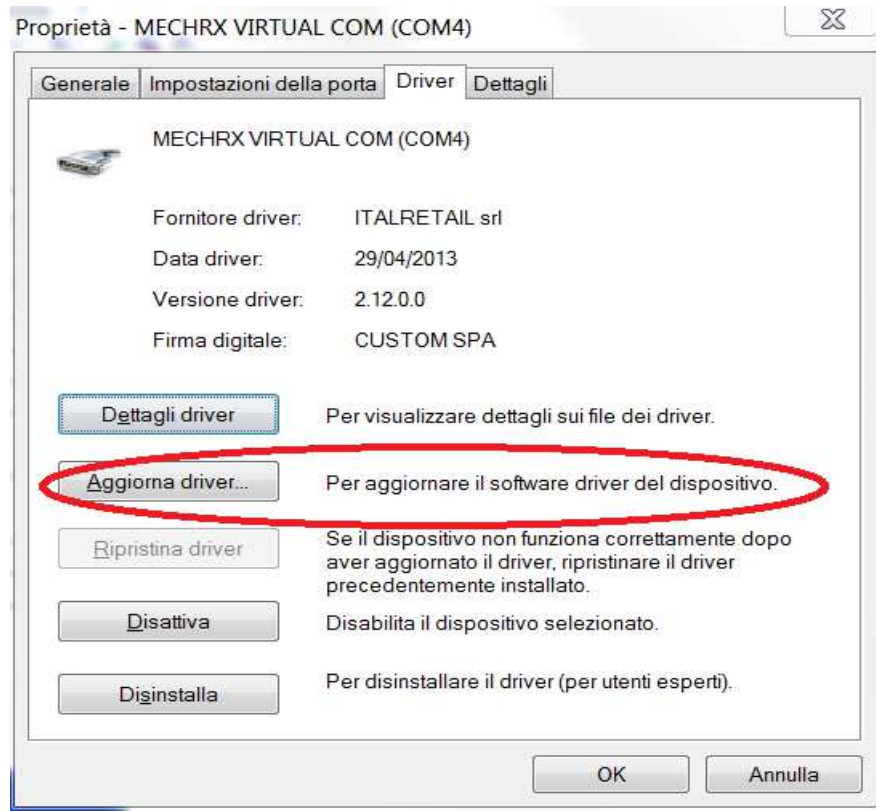 Proprietà - MECHRX VIRTUAL COM (COM4)
Generale Impostazioni della porta Driver Dettagli
MECHRX VIRTUAL COM (COM4)
Fornitore driver: ITALRETAIL srl
Data driver: 29/04/2013
Versione driver: 2.12.0.0
Firma digitale: CUSTOM SPA
Dettagli driver Per visualizzare dettagli sui file dei driver.
Aggiorna driver... Per aggiornare il software driver del dispositivo.
Ripristina driver Se il dispositivo non funziona correttamente dopo
aver aggiornato il driver, ripristinare il driver
precedentemente installato.
Disattiva Disabilita il dispositivo selezionato.
Disinstalla Per disinstallare il driver (per utenti esperti).
OK Annulla